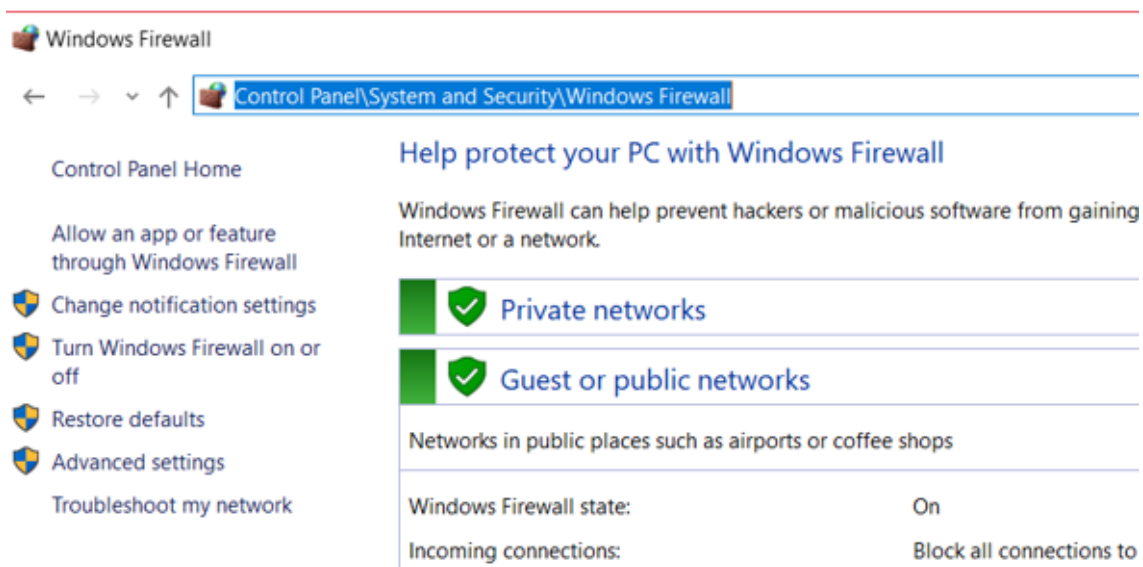 Windows Firewall
Control Panel\System and Security\Windows Firewall
Control Panel Home
Allow an app or feature
through Windows Firewall
Change notification settings
Turn Windows Firewall on or
off
Restore defaults
Advanced settings
Troubleshoot my network
Help protect your PC with Windows Firewall
Windows Firewall can help prevent hackers or malicious software from gaining
Internet or a network.
Private networks
Guest or public networks
Networks in public places such as airports or coffee shops
Windows Firewall state: On
Incoming connections: Block all connections to